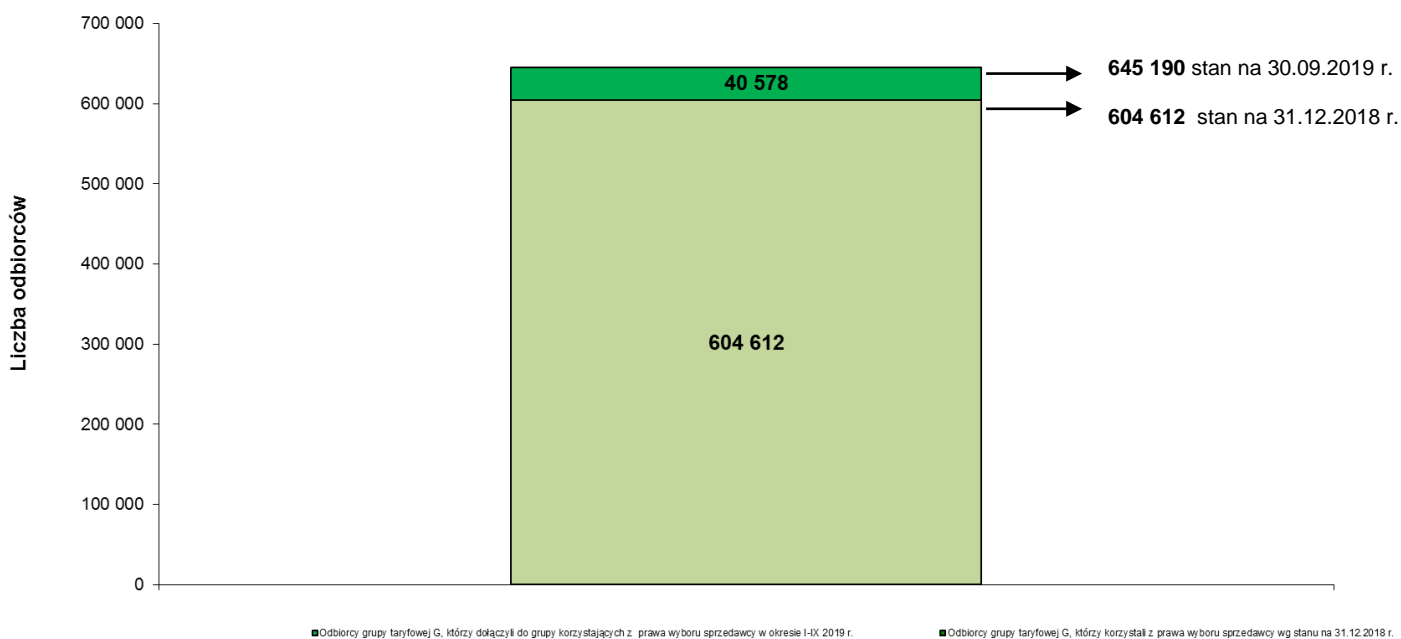 700 000
600 000
500 000
400 000
300 000
200 000
100 000
0
Liczba odbiorców
40 578
604 612
645 190 stan na 30.09.2019 r.
604 612 stan na 31.12.2018 r.
Odbiorcy grupy taryfowej G, którzy dołączyli do grupy korzystających z prawa wyboru sprzedawcy w okresie I-IX 2019 r.
Odbiorcy grupy taryfowej G, którzy korzystali z prawa wyboru sprzedawcy wg stanu na 31.12.2018 r.